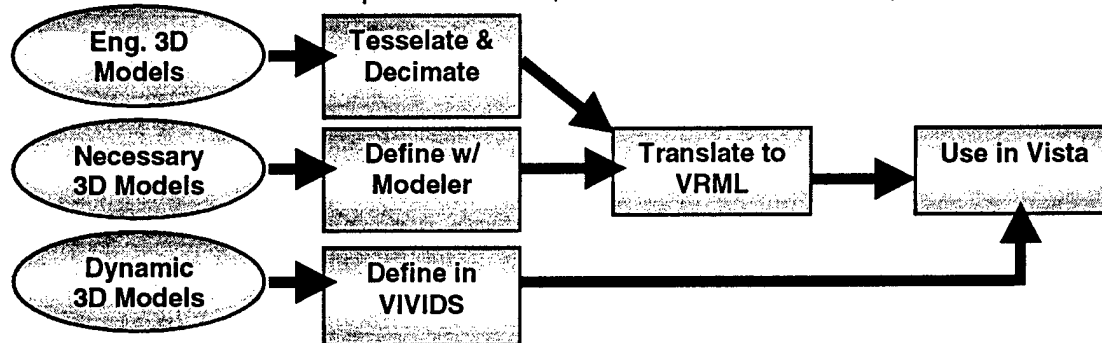 Eng. 3D
Models
Tesselate &
Decimate
Necessary
3D Models
Define w/
Modeler
Translate to
VRML
Use in Vista
Dynamic
3D Models
Define in
VIVIDS